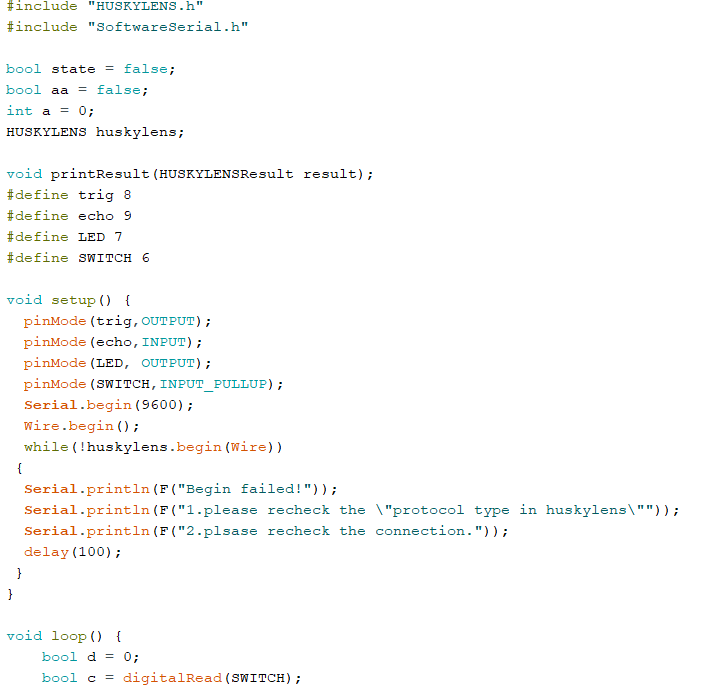 #include "HUSKYLENS.h"
#include "SoftwareSerial.h"
bool state = false;
bool aa = false;
int a = 0;
HUSKYLENS huskylens;
void printResult(HUSKYLENSResult result);
#define trig 8
#define echo 9
#define LED 7
#define SWITCH 6
void setup() {
  pinMode(trig,OUTPUT);
  pinMode(echo,INPUT);
  pinMode(LED, OUTPUT);
  pinMode(SWITCH,INPUT_PULLUP);
  Serial.begin(9600);
  Wire.begin();
  while(!huskylens.begin(Wire))
 {
  Serial.println(F("Begin failed!"));
  Serial.println(F("1.please recheck the \"protocol type in huskylens\""));
  Serial.println(F("2.plsase recheck the connection."));
  delay(100);
 }
}
void loop() {
    bool d = 0;
    bool c = digitalRead(SWITCH);